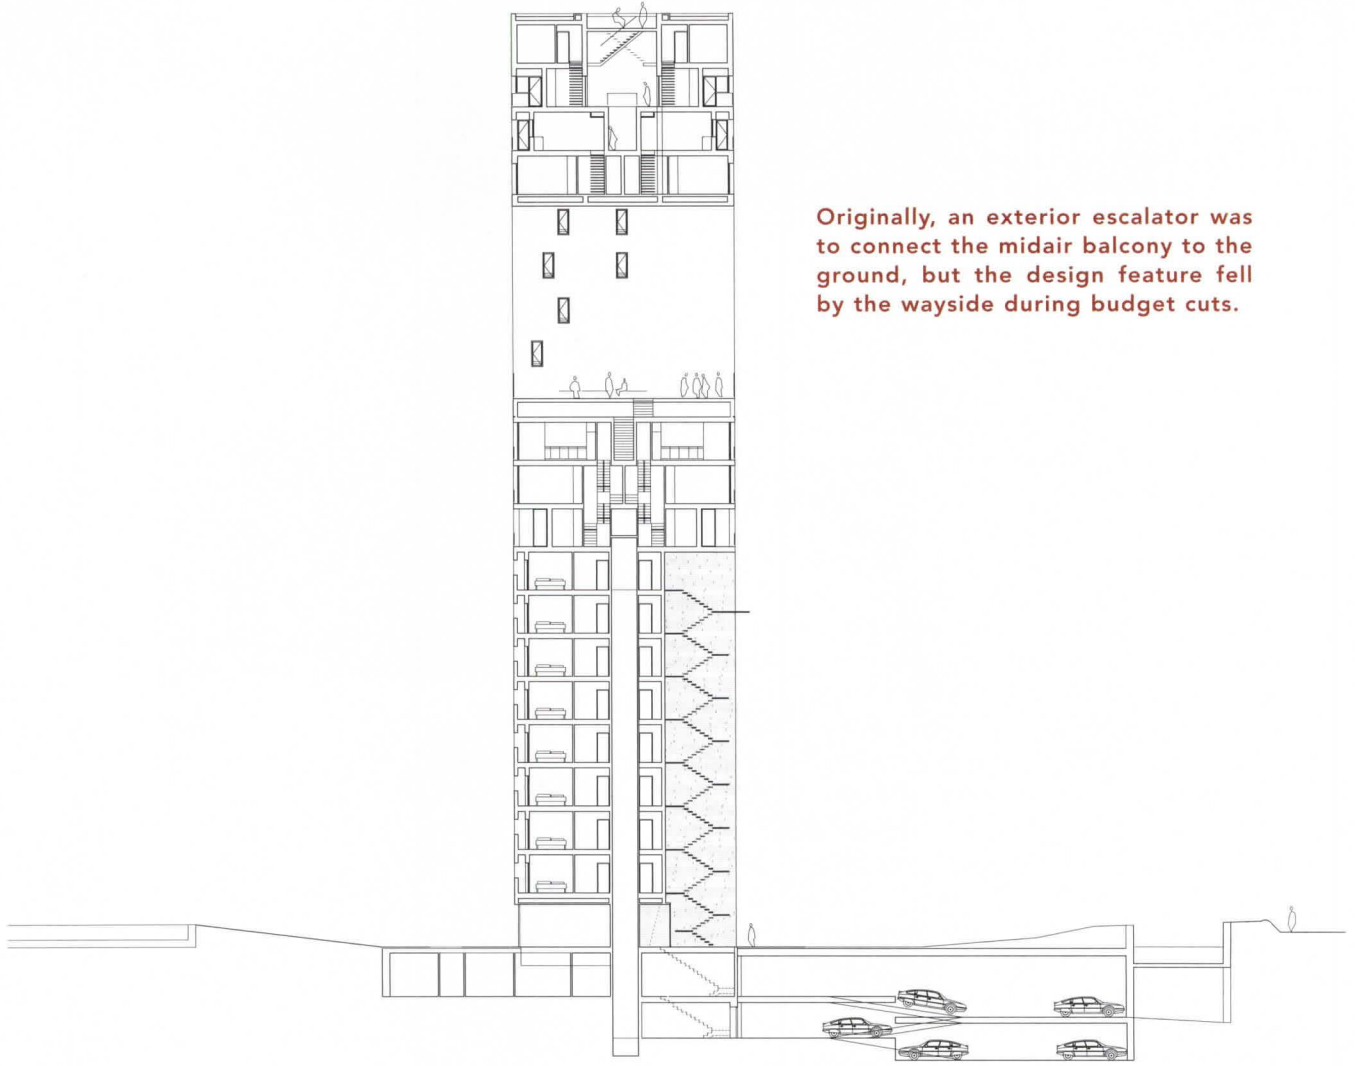 Originally, an exterior escalator was
to connect the midair balcony to the
ground, but the design feature fell
by the wayside during budget cuts.